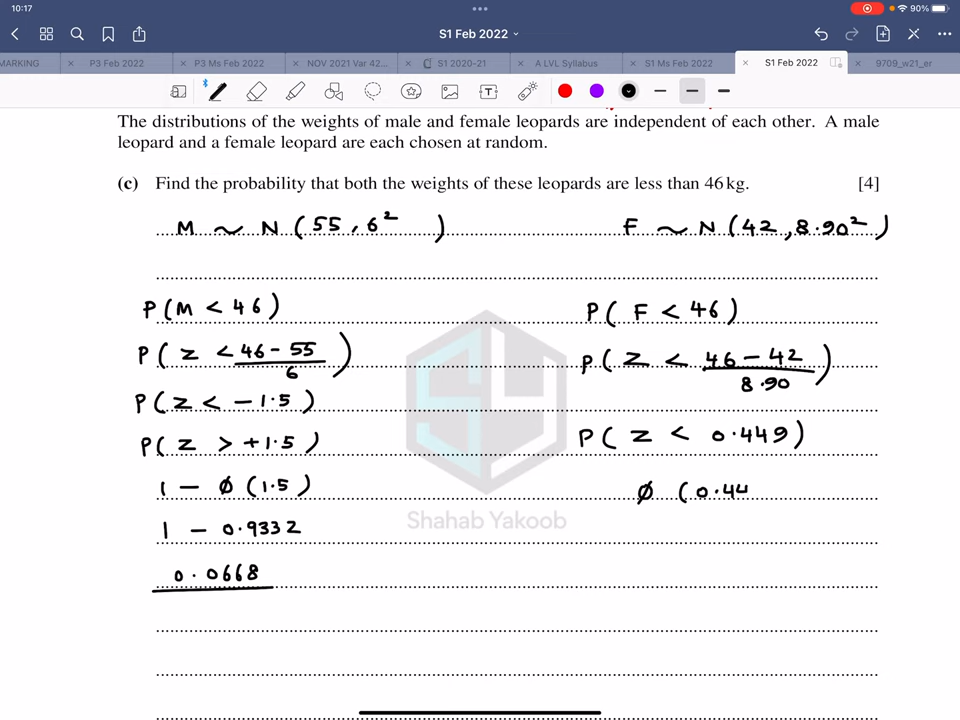 10:17
90%
S1 Feb 2022
MARKING
P3 Feb 2022
P3 Ms Feb 2022
NOV 2021 Var 42...
S1 2020-21
A LVL Syllabus
S1 Ms Feb 2022
S1 Feb 2022
9709_w21_er
The distributions of the weights of male and female leopards are independent of each other. A male
leopard and a female leopard are each chosen at random.
(c) Find the probability that both the weights of these leopards are less than 46 kg. [4]
M ~ N (55, 6²)
F ~ N (42, 8.90²)
P(M < 46)
P(Z < (46 - 55)/6)
P(Z < -1.5)
P(Z > +1.5)
1 - Ø(1.5)
1 - 0.9332
0.0668
P(F < 46)
P(Z < (46 - 42)/8.90)
P(Z < 0.449)
Ø (0.44
Shahab Yakoob